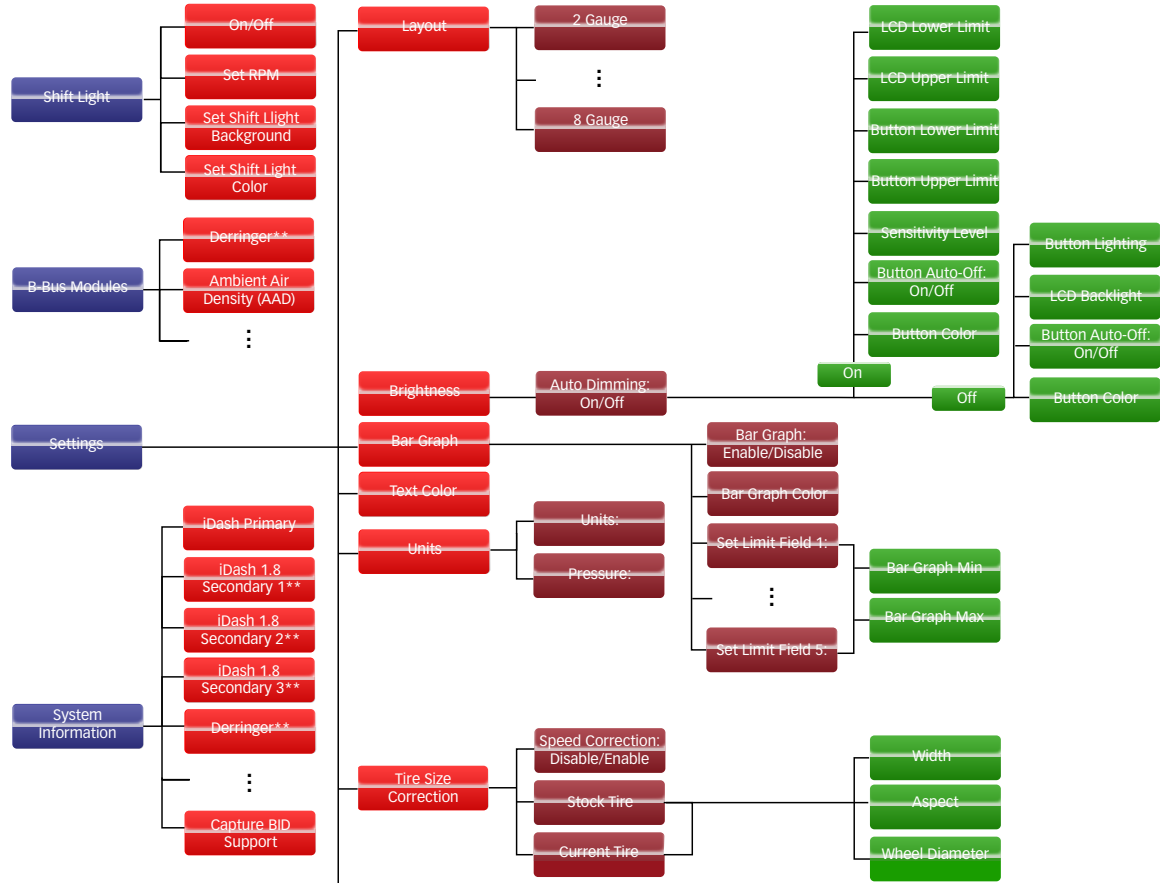 On/Off
Set RPM
Shift Light
Set Shift Llight
Background
Set Shift Light
Color
Derringer**
B-Bus Modules
Ambient Air
Density (AAD)
⋮
Settings
iDash Primary
iDash 1.8
Secondary 1**
iDash 1.8
Secondary 2**
iDash 1.8
Secondary 3**
System
Information
Derringer**
⋮
Capture BID
Support
Layout
2 Gauge
⋮
8 Gauge
Brightness
Auto Dimming:
On/Off
On
LCD Lower Limit
LCD Upper Limit
Button Lower Limit
Button Upper Limit
Sensitivity Level
Button Auto-Off:
On/Off
Button Color
Off
Button Lighting
LCD Backlight
Button Auto-Off:
On/Off
Button Color
Bar Graph
Bar Graph:
Enable/Disable
Bar Graph Color
Set Limit Field 1:
⋮
Set Limit Field 5:
Bar Graph Min
Bar Graph Max
Text Color
Units
Units:
Pressure:
Tire Size
Correction
Speed Correction:
Disable/Enable
Stock Tire
Current Tire
Width
Aspect
Wheel Diameter